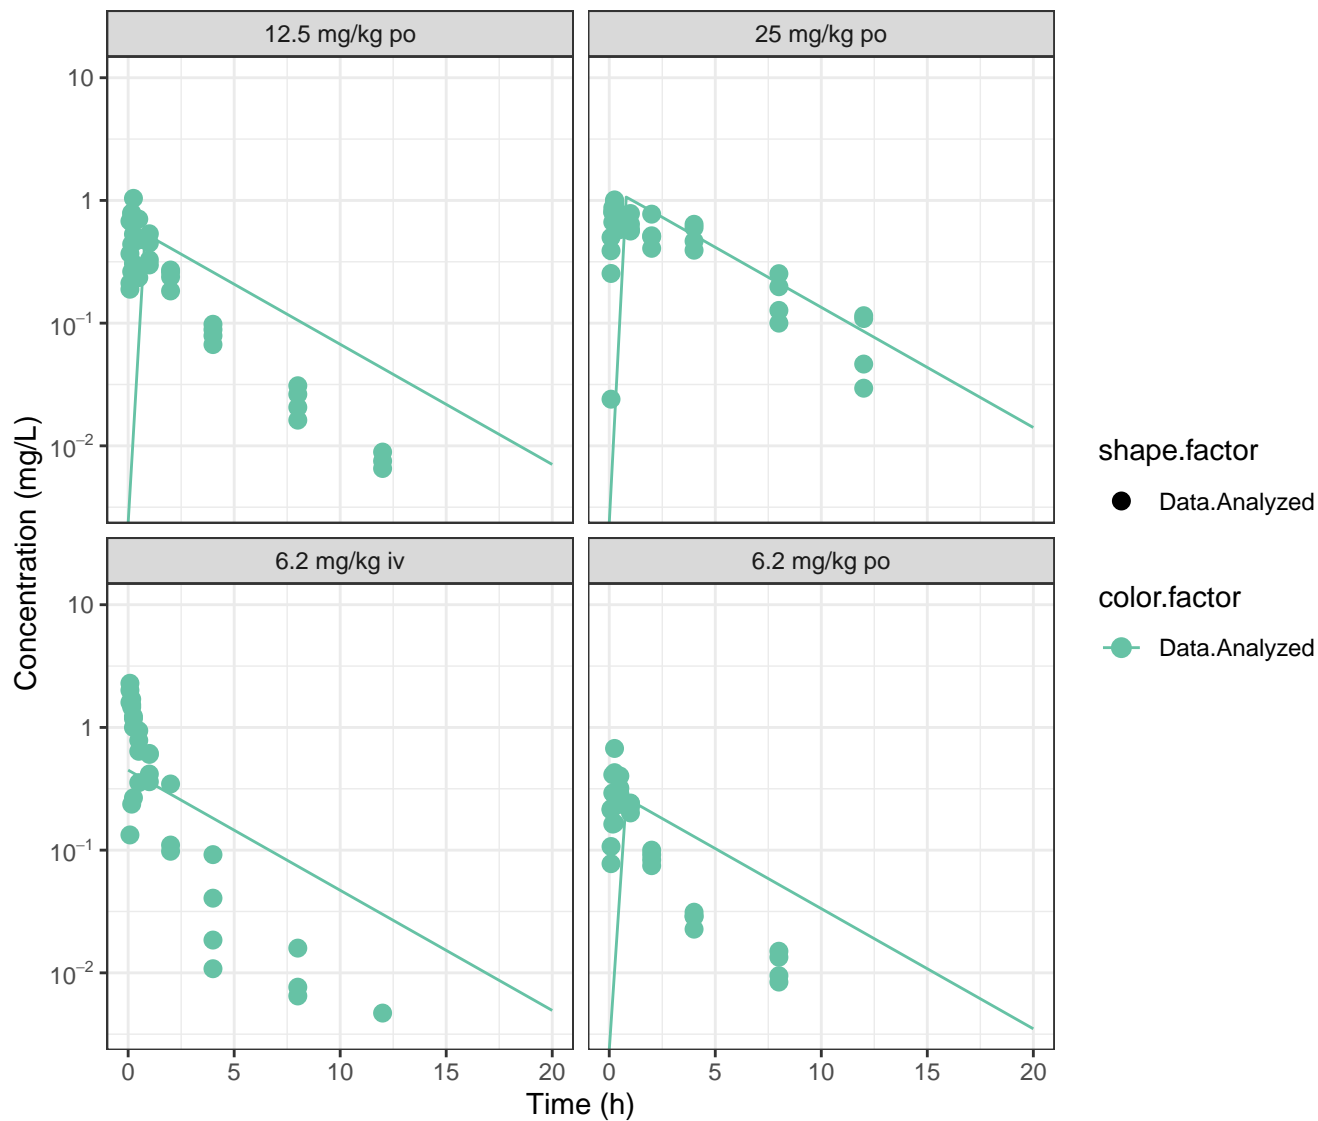 12.5 mg/kg po
25 mg/kg po
10
1
10⁻¹
10⁻²
6.2 mg/kg iv
6.2 mg/kg po
10
1
10⁻¹
10⁻²
0 5 10 15 20
0 5 10 15 20
Time (h)
Concentration (mg/L)
shape.factor
Data.Analyzed
color.factor
Data.Analyzed